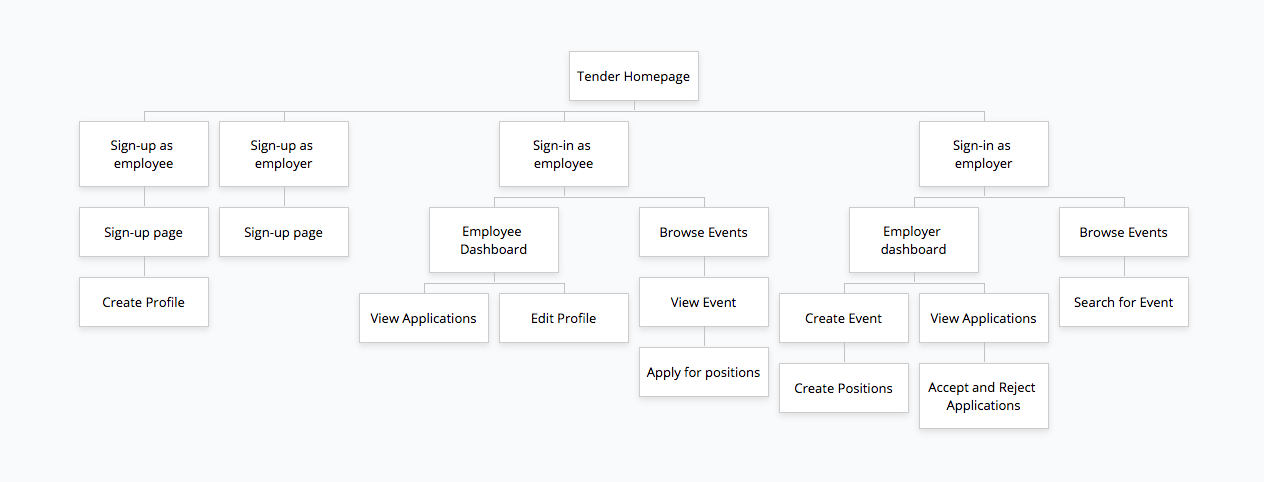 Tender Homepage
Sign-up as
employee
Sign-up as
employer
Sign-in as
employee
Sign-in as
employer
Sign-up page
Sign-up page
Employee
Dashboard
Browse Events
Employer
dashboard
Browse Events
Create Profile
View Applications
Edit Profile
View Event
Create Event
View Applications
Search for Event
Apply for positions
Create Positions
Accept and Reject
Applications